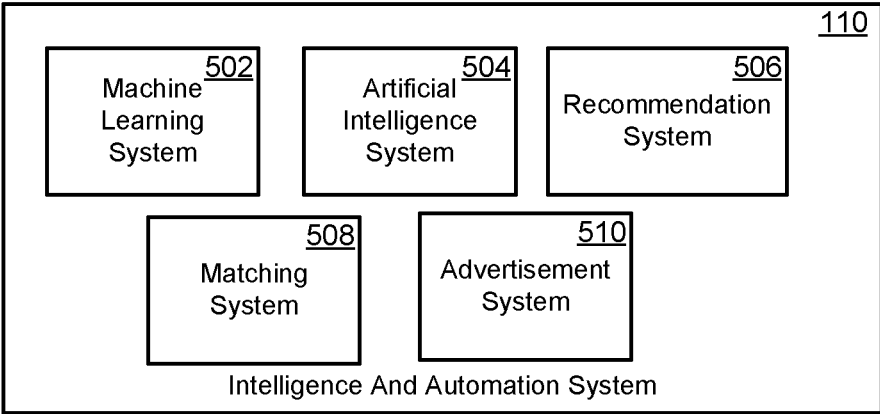 110
502
Machine
Learning
System
504
Artificial
Intelligence
System
506
Recommendation
System
508
Matching
System
510
Advertisement
System
Intelligence And Automation System